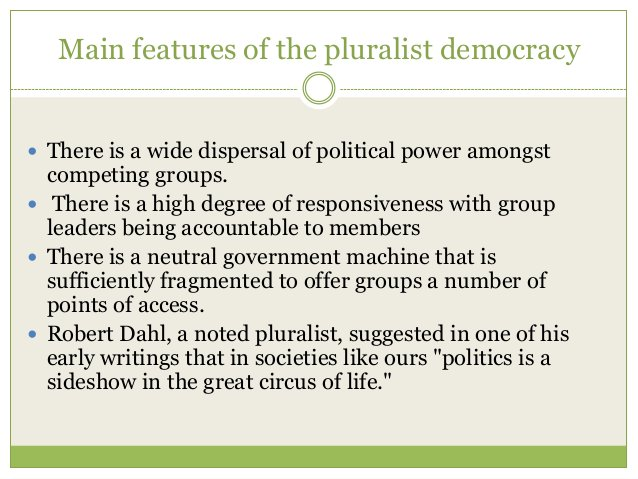 Main features of the pluralist democracy
There is a wide dispersal of political power amongst
competing groups.
There is a high degree of responsiveness with group
leaders being accountable to members
There is a neutral government machine that is
sufficiently fragmented to offer groups a number of
points of access.
Robert Dahl, a noted pluralist, suggested in one of his
early writings that in societies like ours "politics is a
sideshow in the great circus of life."